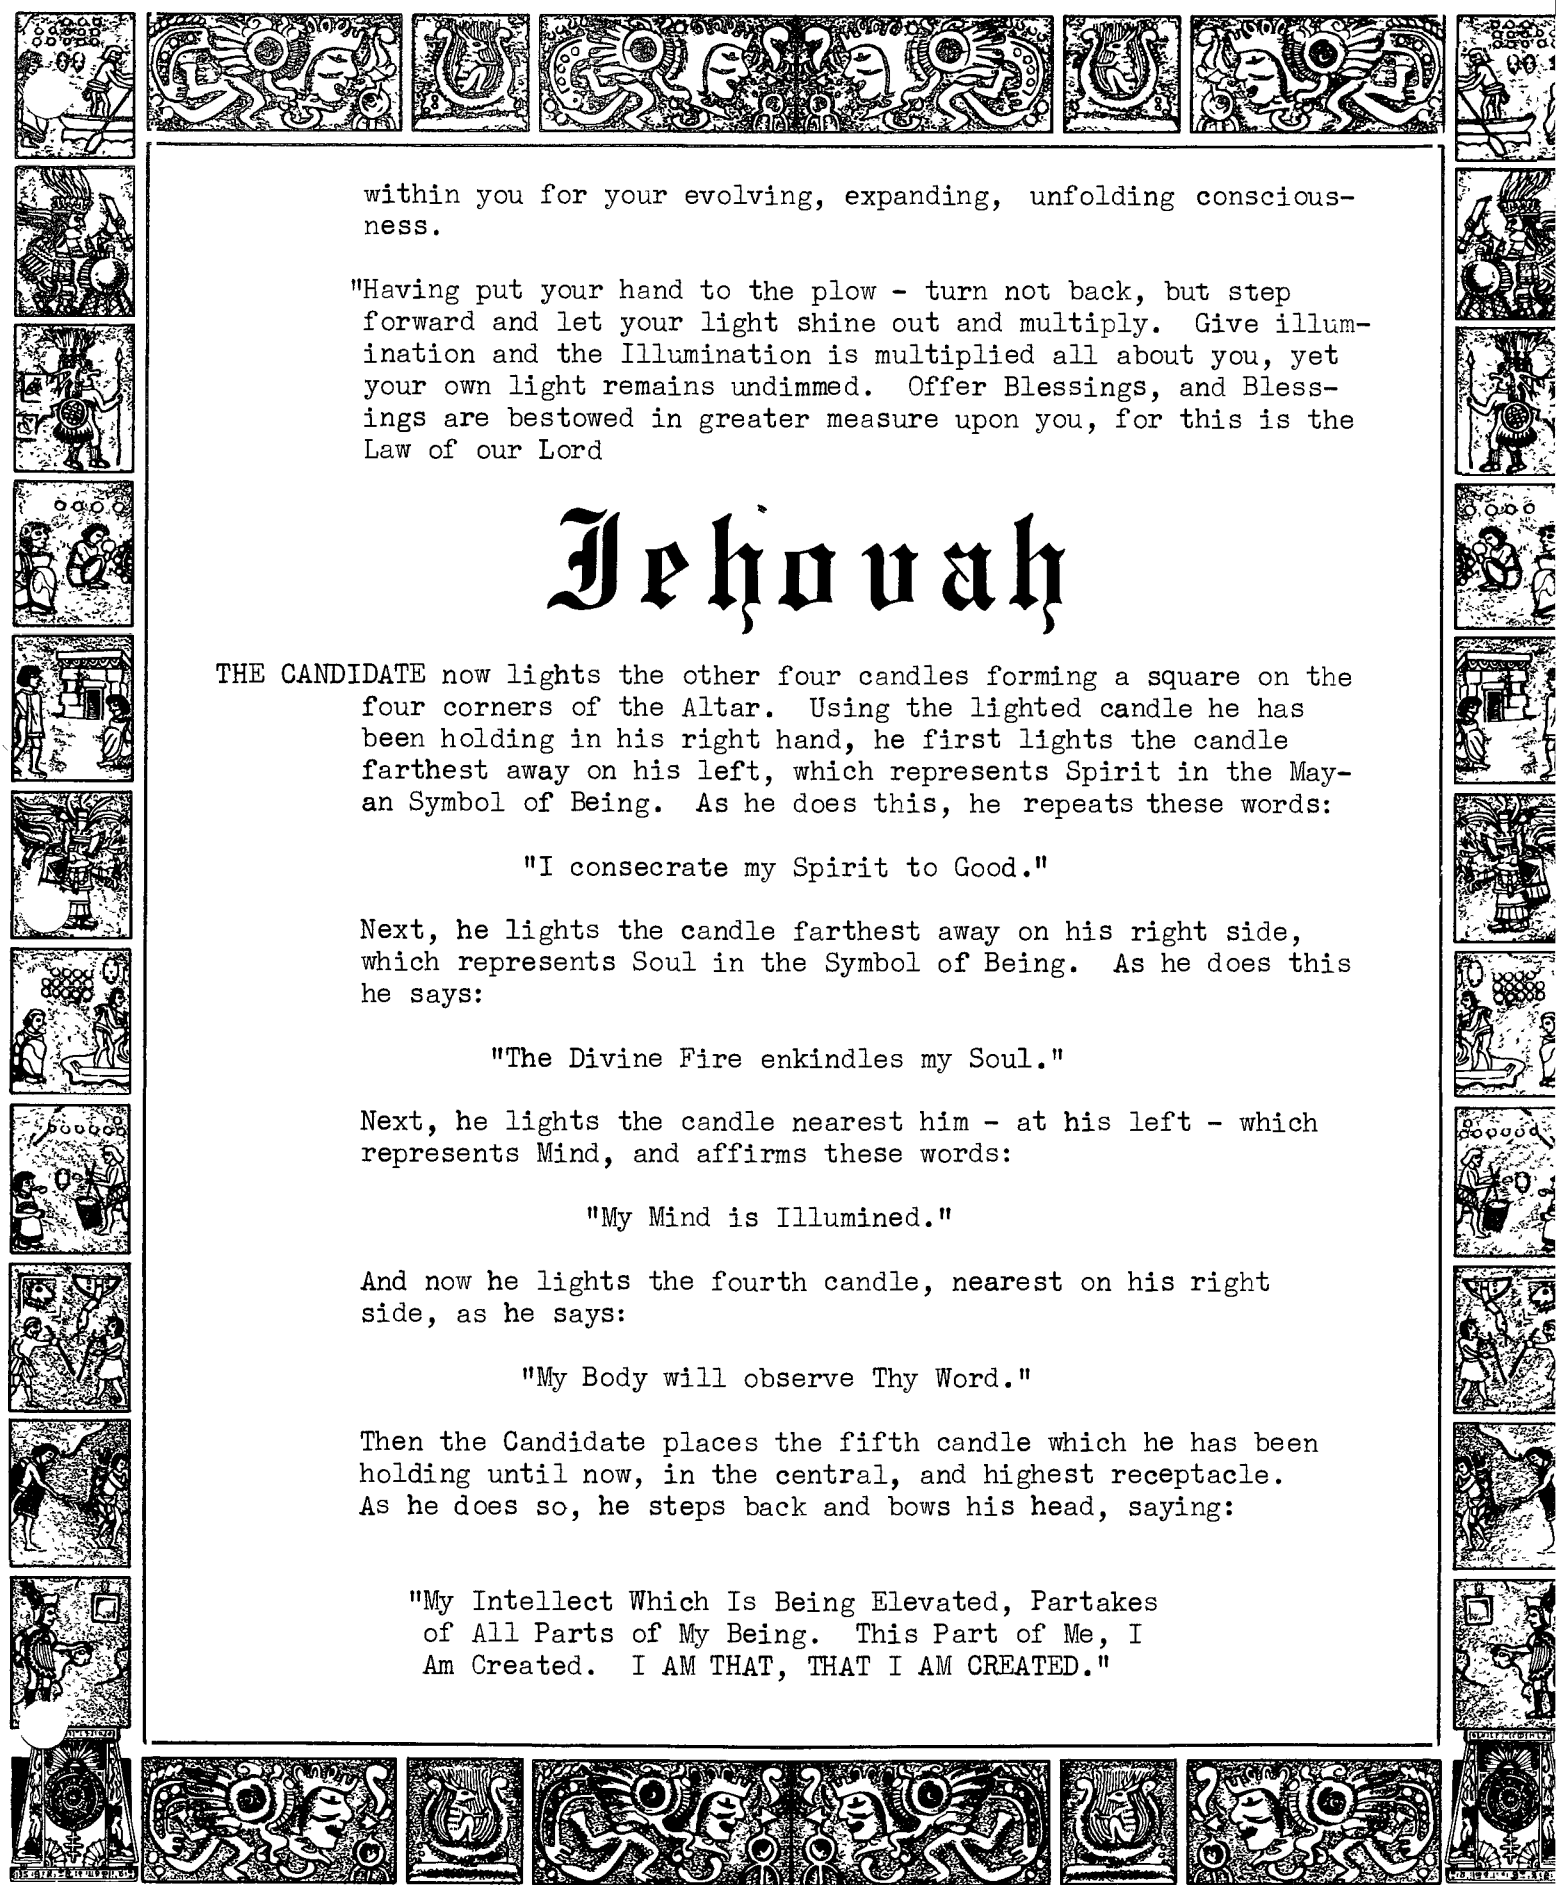 within you for your evolving, expanding, unfolding conscious-
ness.
"Having put your hand to the plow - turn not back, but step
forward and let your light shine out and multiply. Give illum-
ination and the Illumination is multiplied all about you, yet
your own light remains undimmed. Offer Blessings, and Bless-
ings are bestowed in greater measure upon you, for this is the
Law of our Lord
Jehovah
THE CANDIDATE now lights the other four candles forming a square on the
four corners of the Altar. Using the lighted candle he has
been holding in his right hand, he first lights the candle
farthest away on his left, which represents Spirit in the May-
an Symbol of Being. As he does this, he repeats these words:
"I consecrate my Spirit to Good."
Next, he lights the candle farthest away on his right side,
which represents Soul in the Symbol of Being. As he does this
he says:
"The Divine Fire enkindles my Soul."
Next, he lights the candle nearest him - at his left - which
represents Mind, and affirms these words:
"My Mind is Illumined."
And now he lights the fourth candle, nearest on his right
side, as he says:
"My Body will observe Thy Word."
Then the Candidate places the fifth candle which he has been
holding until now, in the central, and highest receptacle.
As he does so, he steps back and bows his head, saying:
"My Intellect Which Is Being Elevated, Partakes
of All Parts of My Being. This Part of Me, I
Am Created. I AM THAT, THAT I AM CREATED."